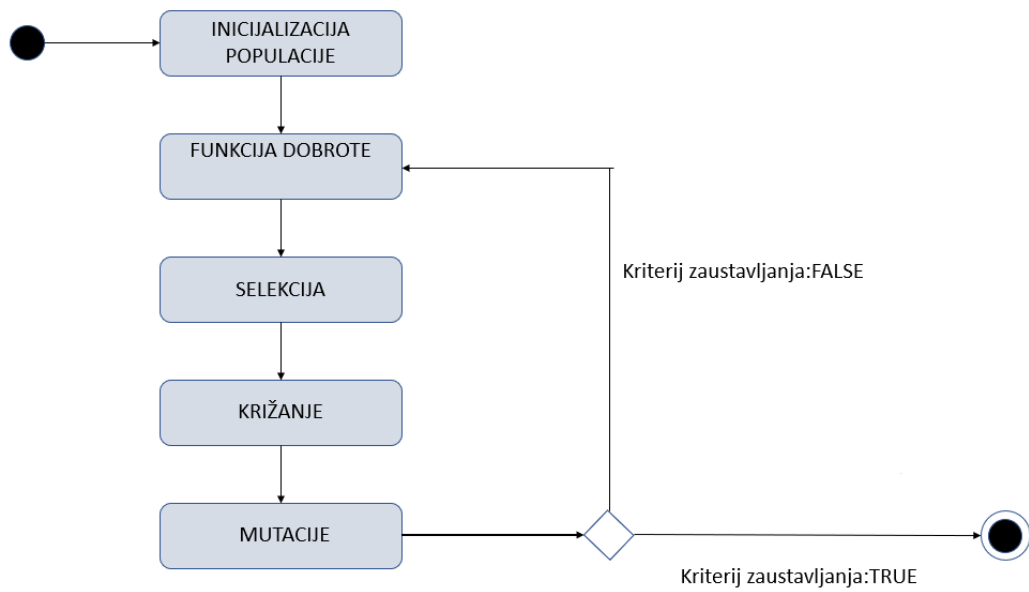 INICIJALIZACIJA
POPULACIJE
FUNKCIJA DOBROTE
SELEKCIJA
KRIŽANJE
MUTACIJE
Kriterij zaustavljanja:FALSE
Kriterij zaustavljanja:TRUE